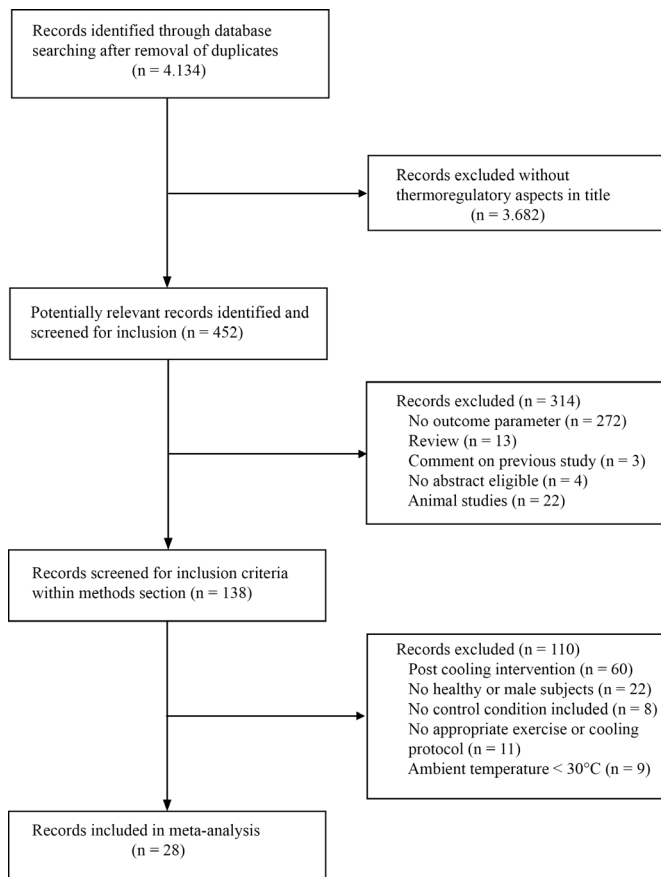 Records identified through database
searching after removal of duplicates
(n = 4.134)
Records excluded without
thermoregulatory aspects in title
(n = 3.682)
Potentially relevant records identified and
screened for inclusion (n = 452)
Records excluded (n = 314)
No outcome parameter (n = 272)
Review (n = 13)
Comment on previous study (n = 3)
No abstract eligible (n = 4)
Animal studies (n = 22)
Records screened for inclusion criteria
within methods section (n = 138)
Records excluded (n = 110)
Post cooling intervention (n = 60)
No healthy or male subjects (n = 22)
No control condition included (n = 8)
No appropriate exercise or cooling
protocol (n = 11)
Ambient temperature < 30°C (n = 9)
Records included in meta-analysis
(n = 28)